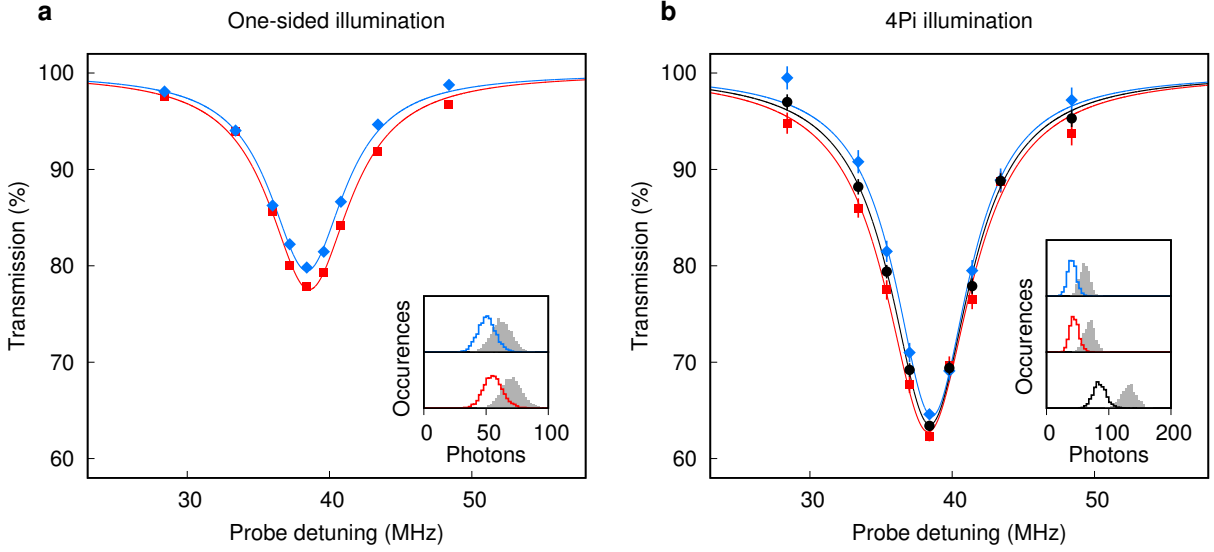 a
One-sided illumination
100
90
80
70
60
Transmission (%)
30
40
50
Probe detuning (MHz)
Occurences
0
50
100
Photons
b
4Pi illumination
100
90
80
70
60
Transmission (%)
30
40
50
Probe detuning (MHz)
Occurences
0
100
200
Photons